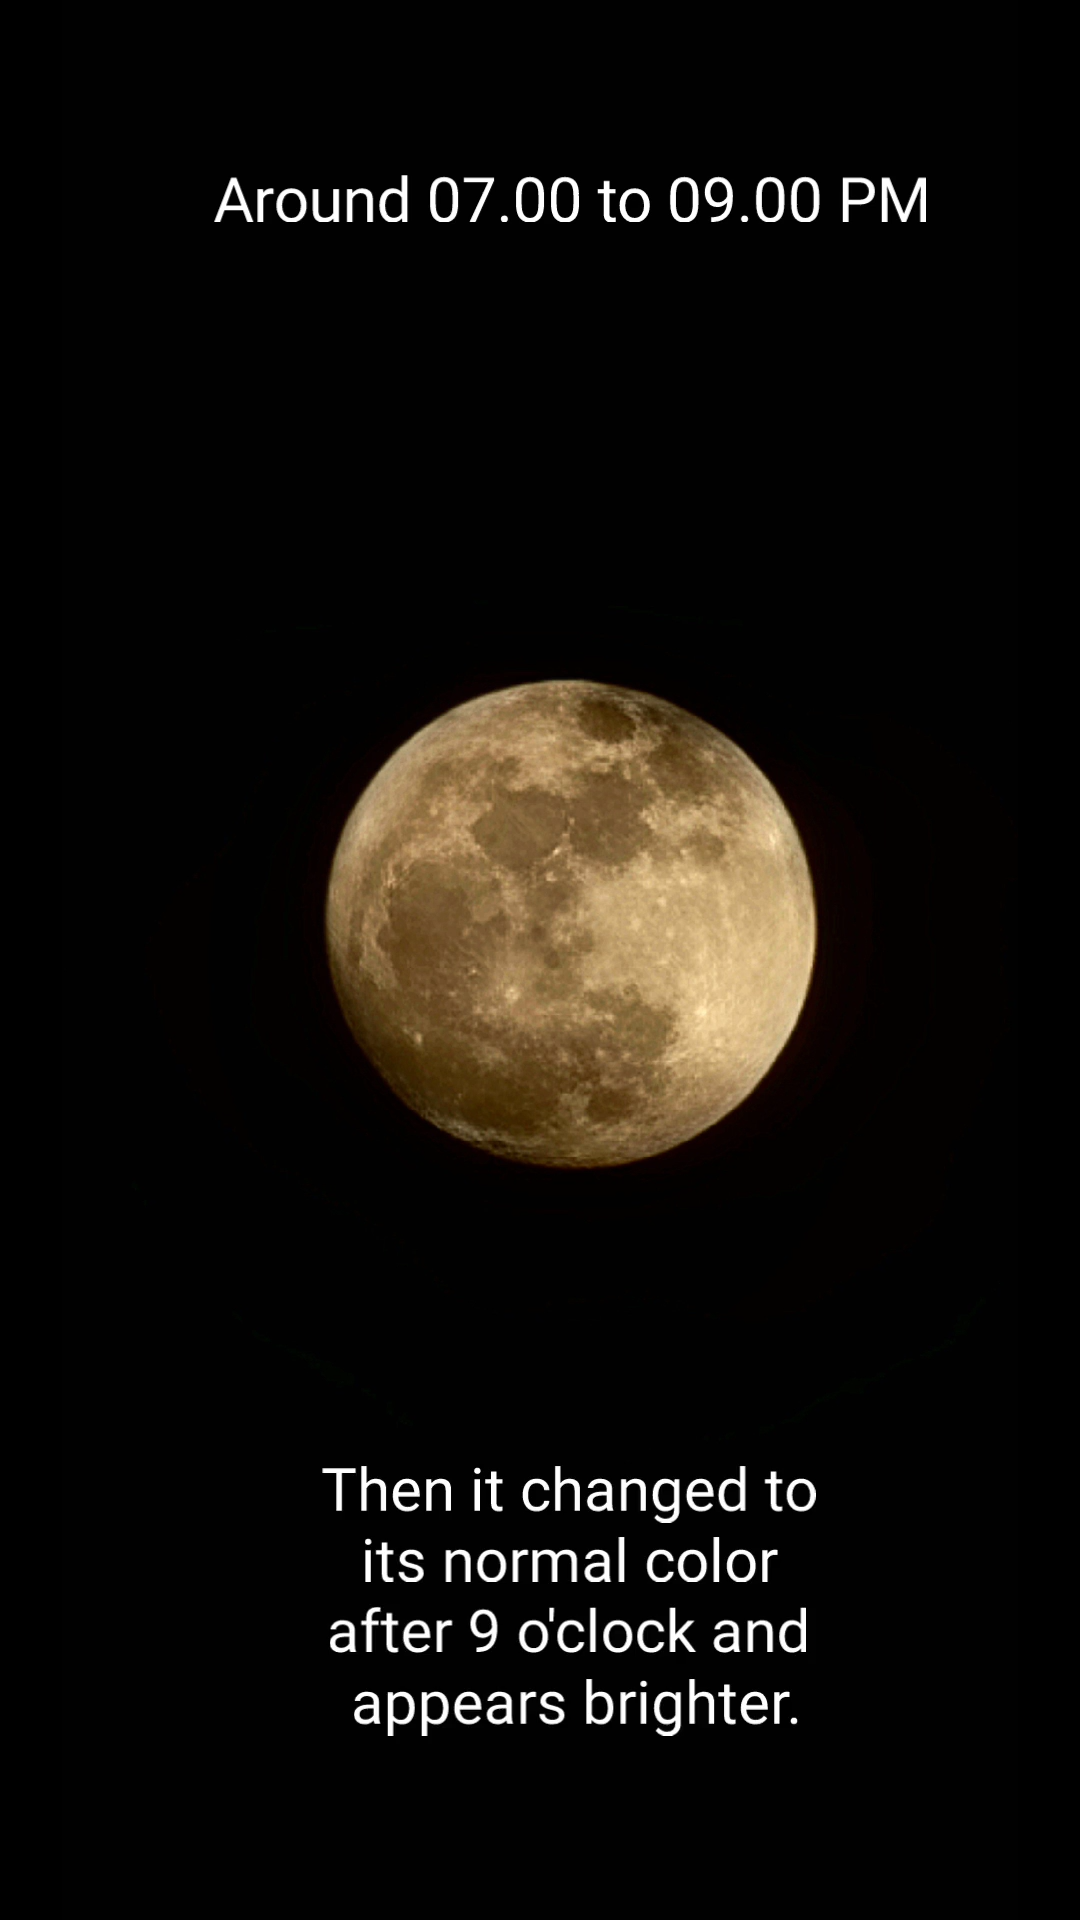 Around 07.00 to 09.00 PM
Then it changed to
its normal color
after 9 o'clock and
appears brighter.